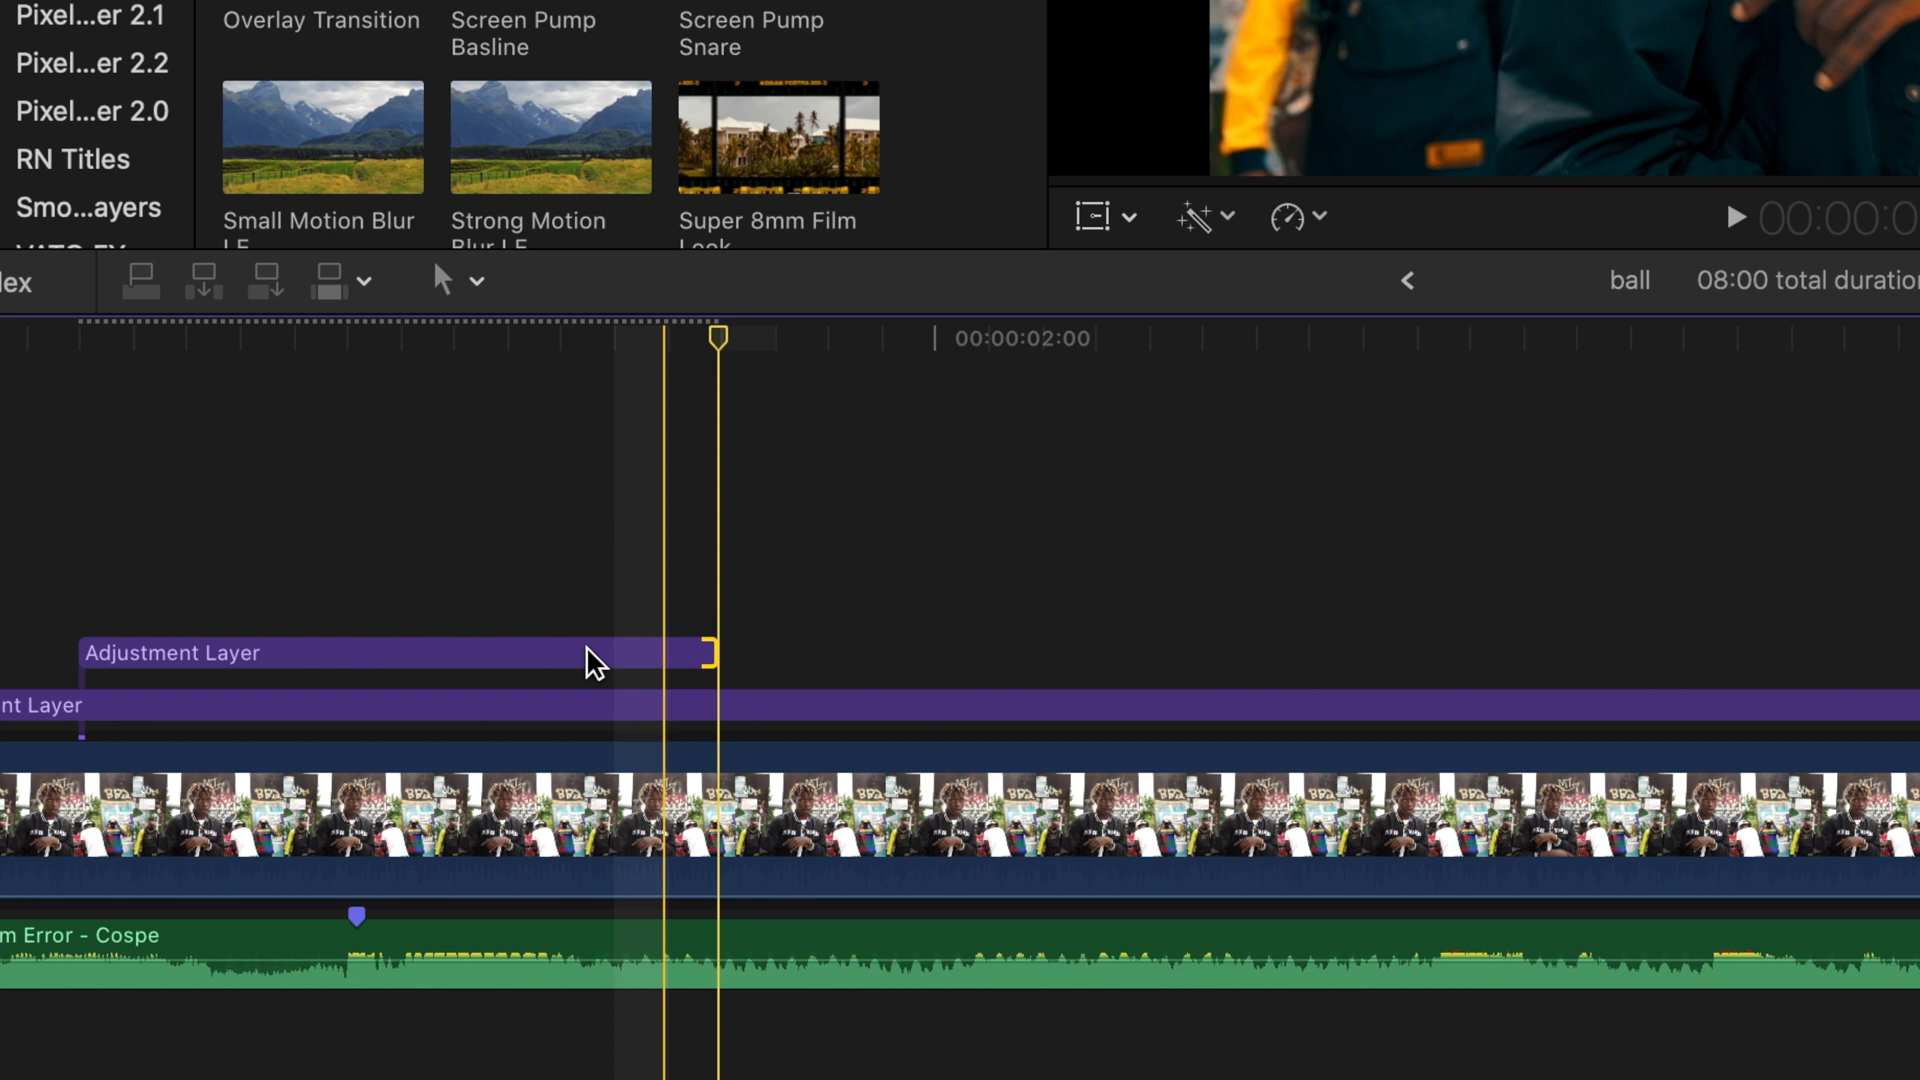 Pixel...er 2.1
Pixel...er 2.2
Pixel...er 2.0
RN Titles
Smo...ayers
Overlay Transition
Screen Pump
Basline
Screen Pump
Snare
Small Motion Blur
Strong Motion
Blur LE
Super 8mm Film
Look
00:00:0
lex
ball
08:00 total duration
00:00:02:00
Adjustment Layer
nt Layer
m Error - Cospe